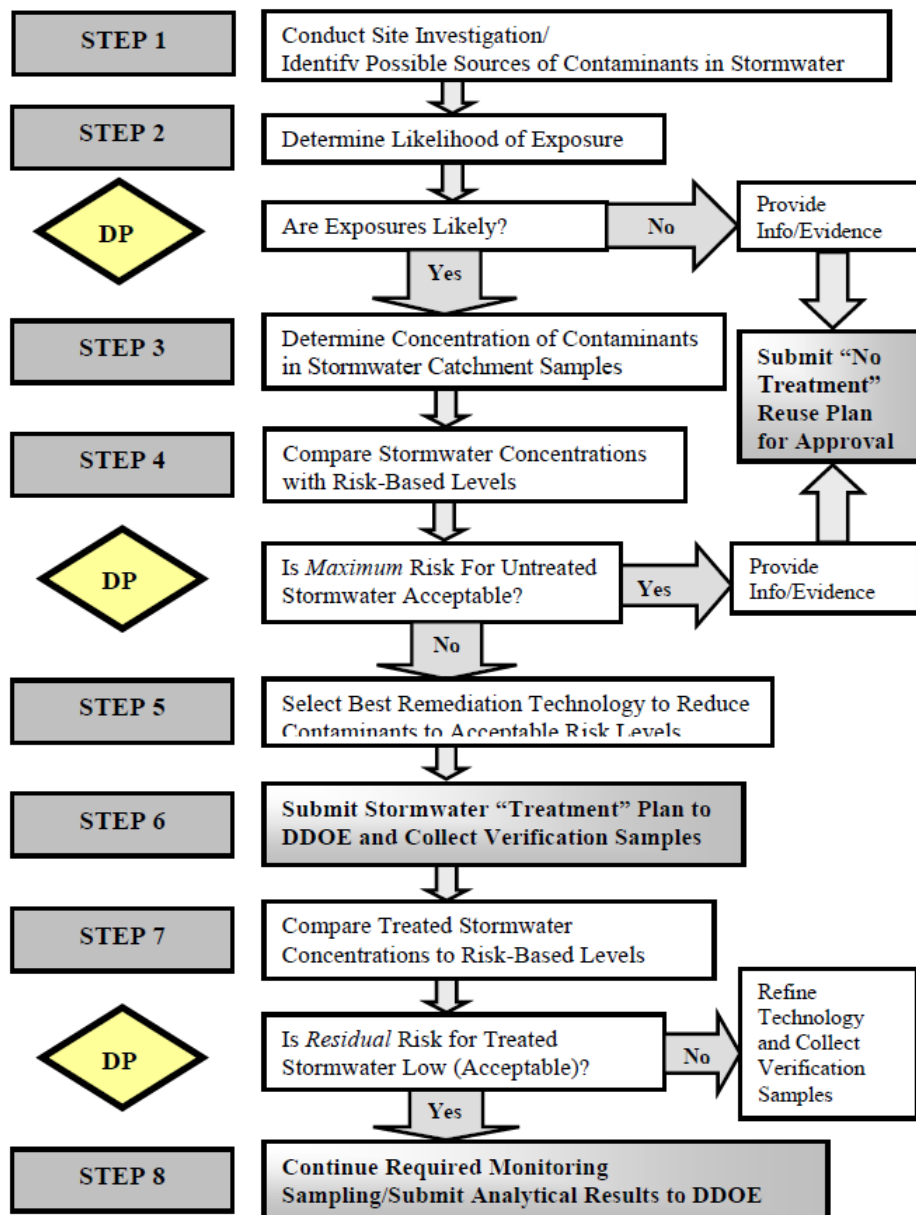 STEP 1
Conduct Site Investigation/
Identify Possible Sources of Contaminants in Stormwater
STEP 2
Determine Likelihood of Exposure
DP
Are Exposures Likely?
No
Provide
Info/Evidence
Yes
STEP 3
Determine Concentration of Contaminants
in Stormwater Catchment Samples
Submit “No
Treatment”
Reuse Plan
for Approval
STEP 4
Compare Stormwater Concentrations
with Risk-Based Levels
DP
Is Maximum Risk For Untreated
Stormwater Acceptable?
Yes
Provide
Info/Evidence
No
STEP 5
Select Best Remediation Technology to Reduce
Contaminants to Acceptable Risk Levels
STEP 6
Submit Stormwater “Treatment” Plan to
DDOE and Collect Verification Samples
STEP 7
Compare Treated Stormwater
Concentrations to Risk-Based Levels
DP
Is Residual Risk for Treated
Stormwater Low (Acceptable)?
No
Refine
Technology
and Collect
Verification
Samples
Yes
STEP 8
Continue Required Monitoring
Sampling/Submit Analytical Results to DDOE